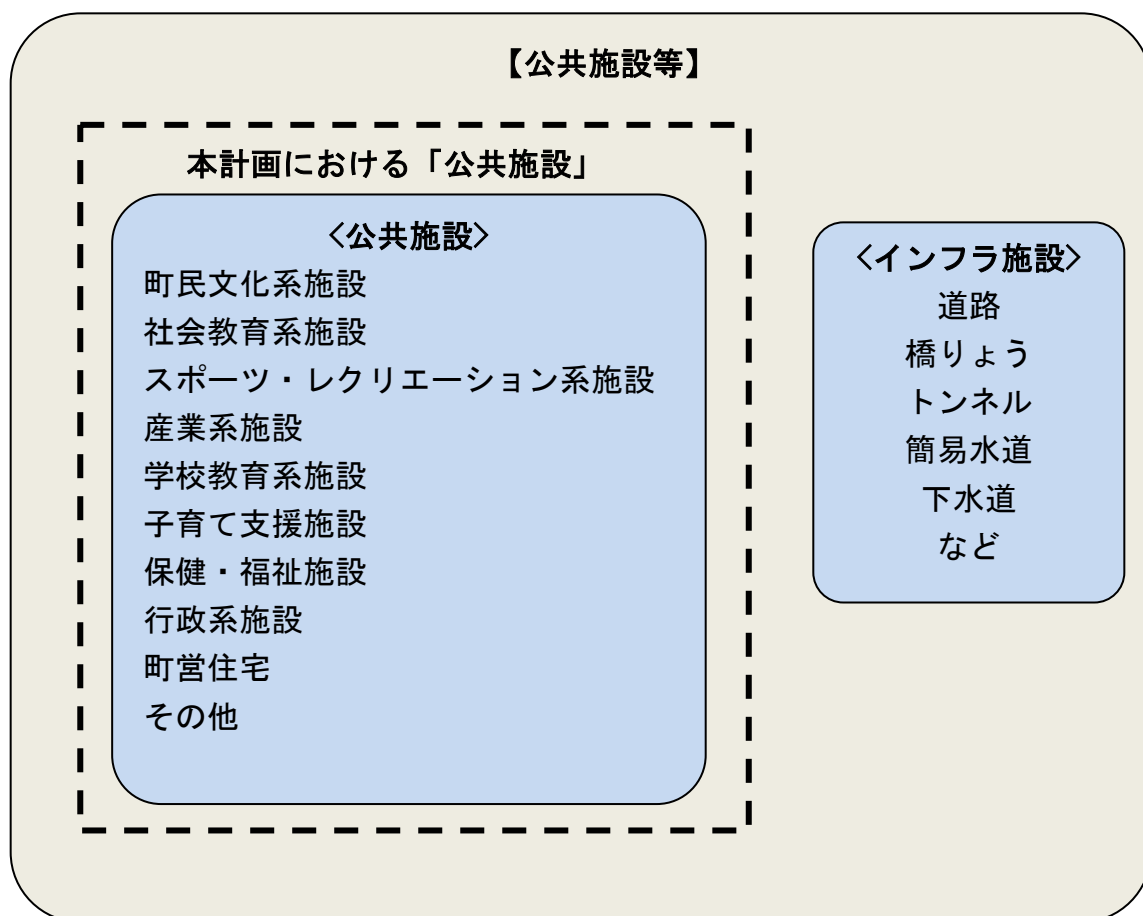 【公共施設等】
本計画における「公共施設」
<公共施設>
町民文化系施設
社会教育系施設
スポーツ・レクリエーション系施設
産業系施設
学校教育系施設
子育て支援施設
保健・福祉施設
行政系施設
町営住宅
その他
<インフラ施設>
道路
橋りょう
トンネル
簡易水道
下水道
など